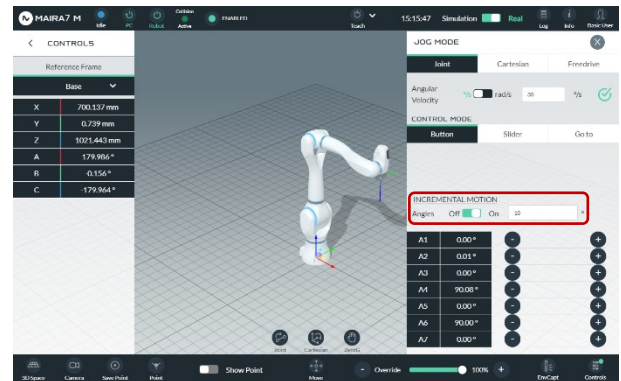 MAIRA7 M
Idle
PC
Robot
Collision
Active
ENABLED
Teach
15:15:47
Simulation
Real
Log
Info
Basic User
CONTROLS
Reference Frame
Base
X 700.137 mm
Y 0.739 mm
Z 1021.443 mm
A 179.986 °
B -0.156 °
C -179.964 °
JOG MODE
Joint Cartesian Freedrive
Angular
Velocity
% rad/s 30 °/s
CONTROL MODE
Button Slider Go to
INCREMENTAL MOTION
Angles Off On 10 °
A1 0.00 ° - +
A2 0.01 ° - +
A3 0.00 ° - +
A4 90.08 ° - +
A5 0.00 ° - +
A6 90.00 ° - +
A7 0.00 ° - +
Joint Cartesian ZeroG
3D Space
Camera
Save Point
Point
Show Point
Move
- Override 100% +
EnvCapt
Controls